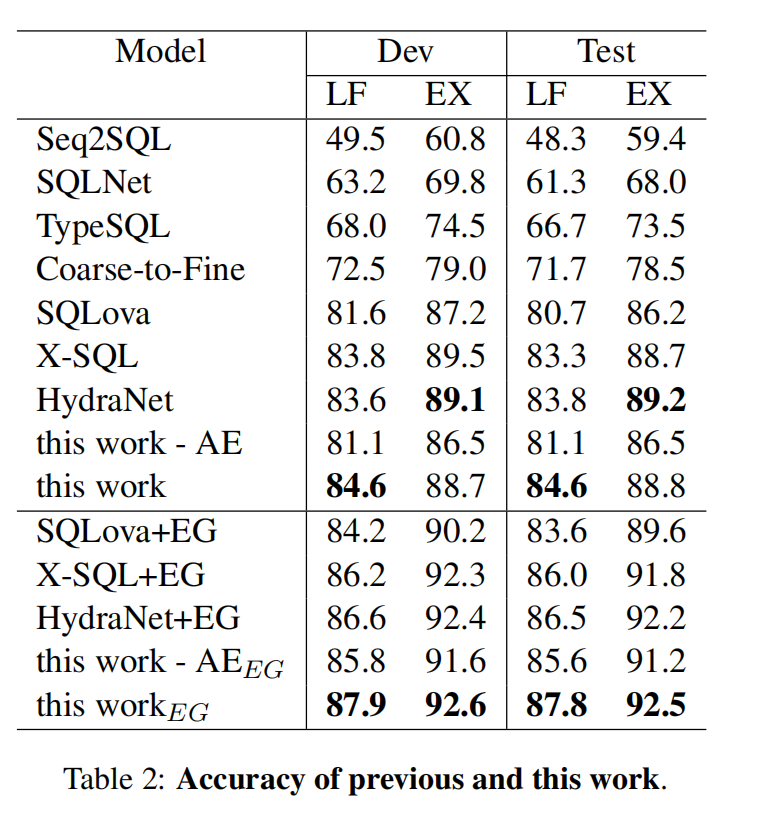 Model Dev Test
LF EX LF EX
Seq2SQL 49.5 60.8 48.3 59.4
SQLNet 63.2 69.8 61.3 68.0
TypeSQL 68.0 74.5 66.7 73.5
Coarse-to-Fine 72.5 79.0 71.7 78.5
SQLova 81.6 87.2 80.7 86.2
X-SQL 83.8 89.5 83.3 88.7
HydraNet 83.6 89.1 83.8 89.2
this work - AE 81.1 86.5 81.1 86.5
this work 84.6 88.7 84.6 88.8
SQLova+EG 84.2 90.2 83.6 89.6
X-SQL+EG 86.2 92.3 86.0 91.8
HydraNet+EG 86.6 92.4 86.5 92.2
this work - AE_EG 85.8 91.6 85.6 91.2
this work_EG 87.9 92.6 87.8 92.5
Table 2: Accuracy of previous and this work.